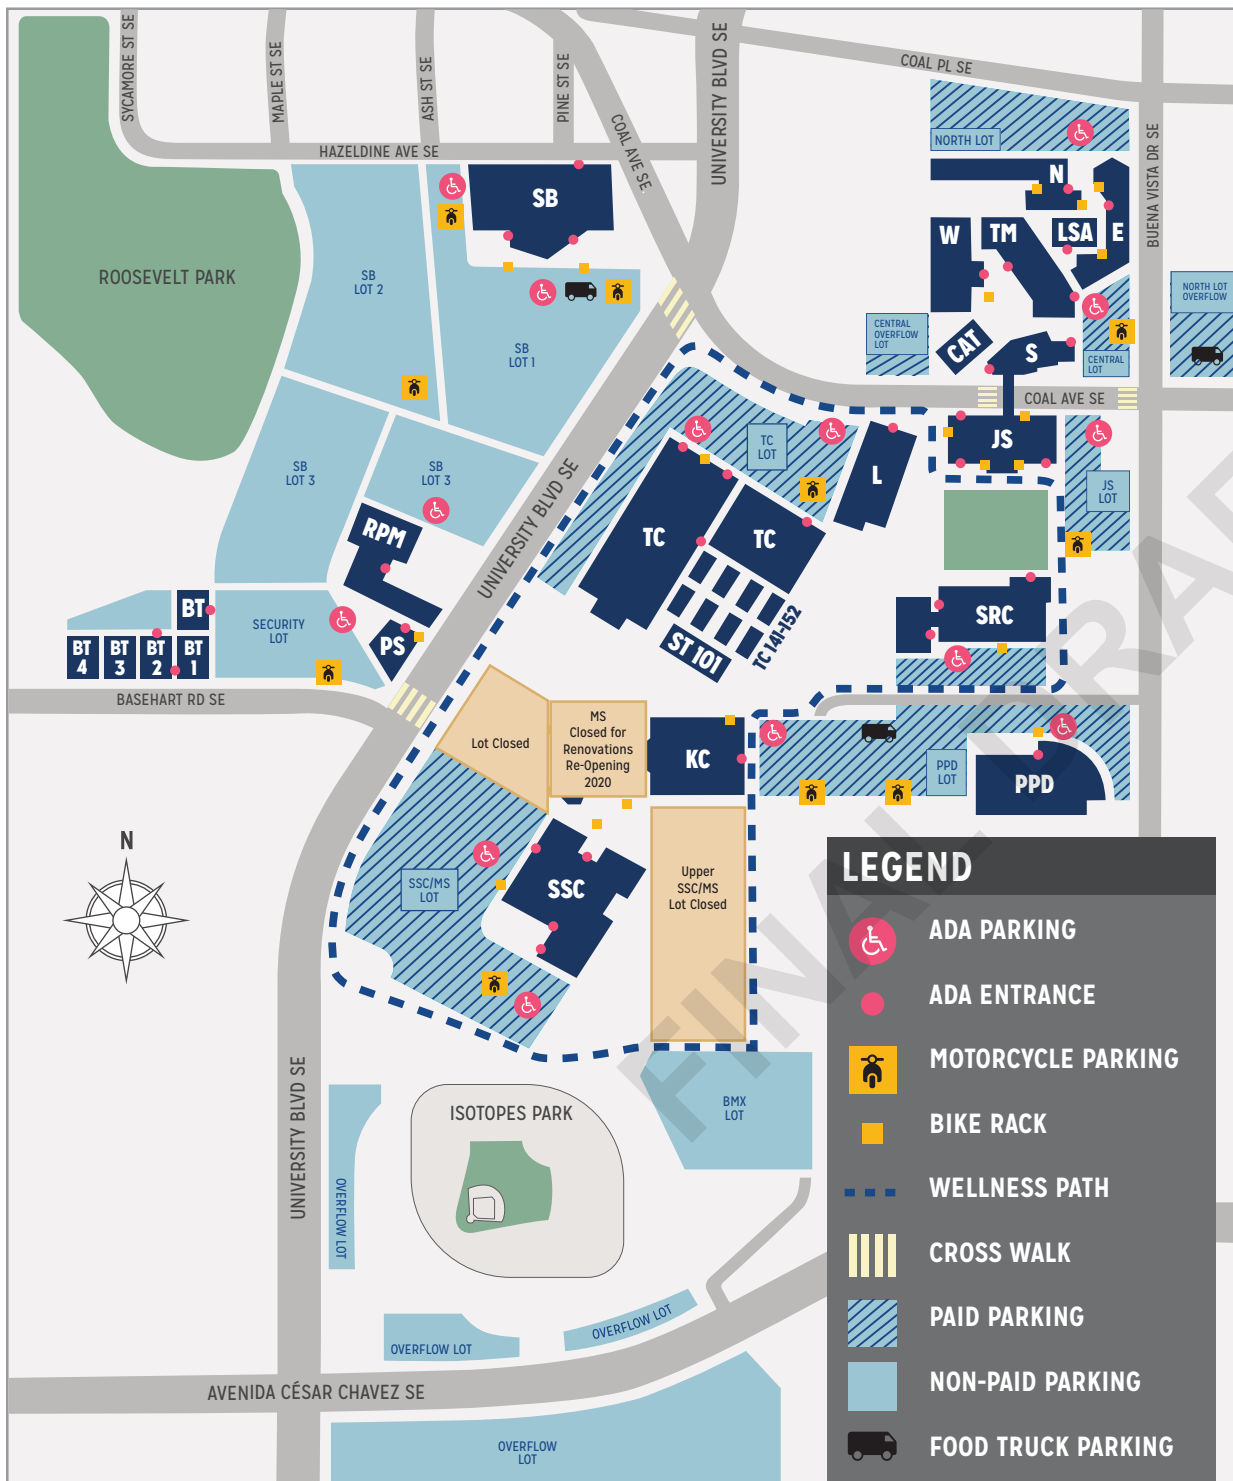 SYCAMORE ST SE
MAPLE ST SE
ASH ST SE
PINE ST SE
COAL AVE SE
UNIVERSITY BLVD SE
COAL PL SE
BUENA VISTA DR SE
HAZELDINE AVE SE
NORTH LOT
N
SB
W
TM
LSA
E
ROOSEVELT PARK
SB
LOT 2
NORTH LOT
OVERFLOW
CENTRAL
OVERFLOW
LOT
CAT
S
CENTRAL
LOT
SB
LOT 1
COAL AVE SE
JS
TC
LOT
L
SB
LOT 3
SB
LOT 3
JS
LOT
UNIVERSITY BLVD SE
RPM
TC
TC
BT
SECURITY
LOT
PS
SRC
TC 141-152
ST 101
BT
4
BT
3
BT
2
BT
1
BASEHART RD SE
Lot Closed
MS
Closed for
Renovations
Re-Opening
2020
KC
PPD
LOT
PPD
N
SSC/MS
LOT
SSC
Upper
SSC/MS
Lot Closed
FINAL DRAF
LEGEND
ADA PARKING
ADA ENTRANCE
MOTORCYCLE PARKING
BIKE RACK
WELLNESS PATH
CROSS WALK
PAID PARKING
NON-PAID PARKING
FOOD TRUCK PARKING
UNIVERSITY BLVD SE
ISOTOPES PARK
BMX
LOT
OVERFLOW LOT
OVERFLOW LOT
OVERFLOW LOT
AVENIDA CÉSAR CHAVEZ SE
OVERFLOW
LOT